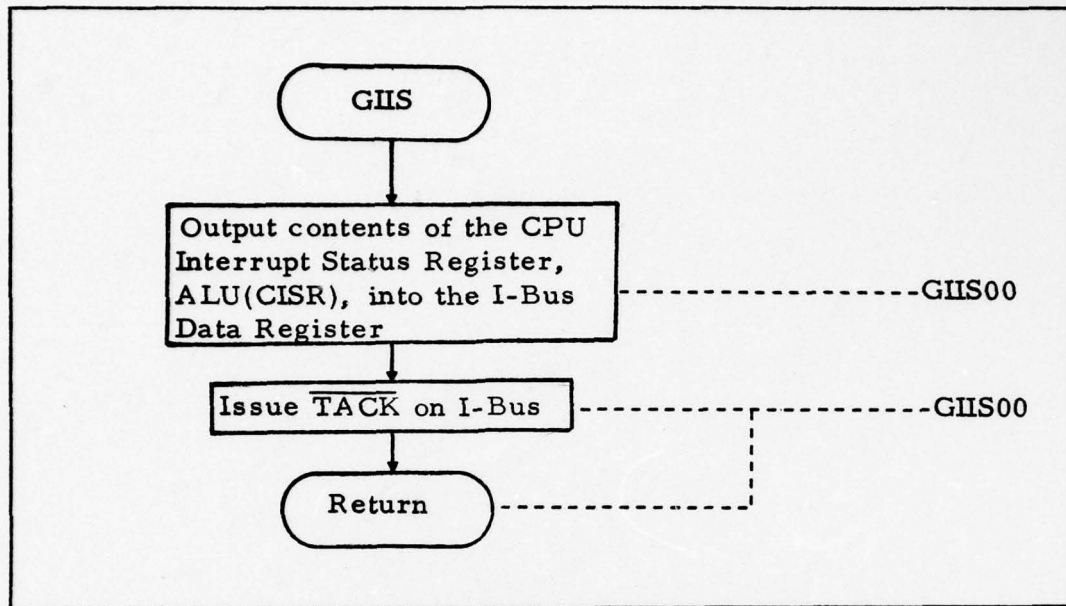 GIIS
Output contents of the CPU
Interrupt Status Register,
ALU(CISR), into the I-Bus
Data Register
GIIS00
Issue T̅A̅C̅K̅ on I-Bus
GIIS00
Return